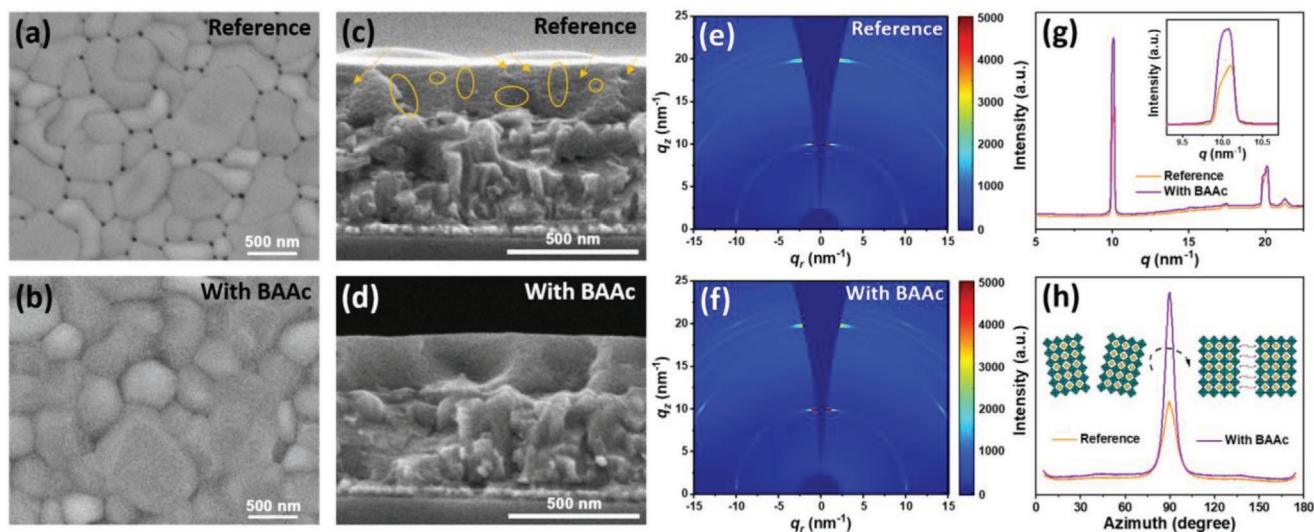 (a) Reference
500 nm
(b) With BAAc
500 nm
(c) Reference
500 nm
(d) With BAAc
500 nm
(e) Reference
25
20
15
10
5
0
qz (nm-1)
-15 -10 -5 0 5 10 15
qr (nm-1)
5000
4000
3000
2000
1000
0
(f) With BAAc
25
20
15
10
5
0
qz (nm-1)
-15 -10 -5 0 5 10 15
qr (nm-1)
5000
4000
3000
2000
1000
0
(g)
Intensity (a.u.)
Intensity (a.u.)
9.5 10.0 10.5
q (nm-1)
Reference
With BAAc
5 10 15 20
q (nm-1)
(h)
Intensity (a.u.)
Reference
With BAAc
0 30 60 90 120 150 180
Azimuth (degree)